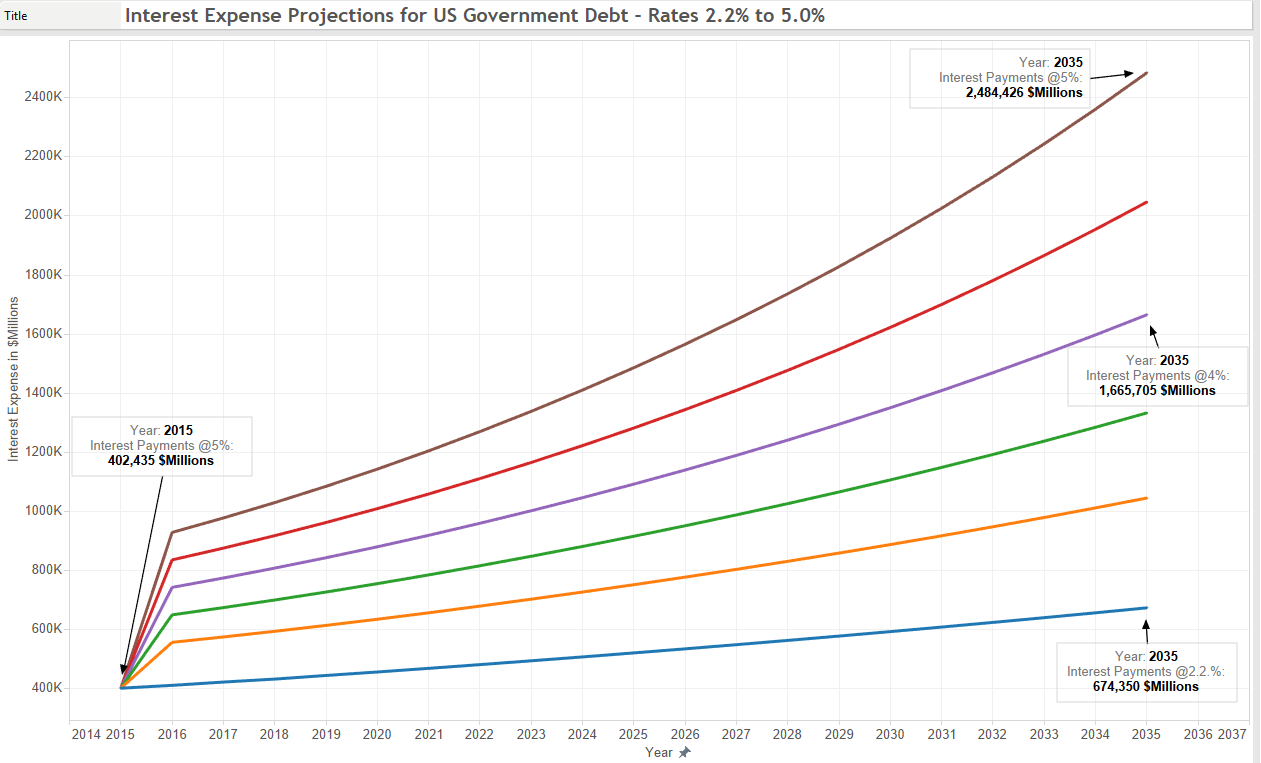 Title
Interest Expense Projections for US Government Debt - Rates 2.2% to 5.0%
Year: 2035
Interest Payments @5%:
2,484,426 $Millions
2400K
2200K
2000K
1800K
1600K
1400K
1200K
1000K
800K
600K
400K
Interest Expense in $Millions
Year: 2035
Interest Payments @4%:
1,665,705 $Millions
Year: 2015
Interest Payments @5%:
402,435 $Millions
Year: 2035
Interest Payments @2.2.%:
674,350 $Millions
2014 2015 2016 2017 2018 2019 2020 2021 2022 2023 2024 2025 2026 2027 2028 2029 2030 2031 2032 2033 2034 2035 2036 2037
Year